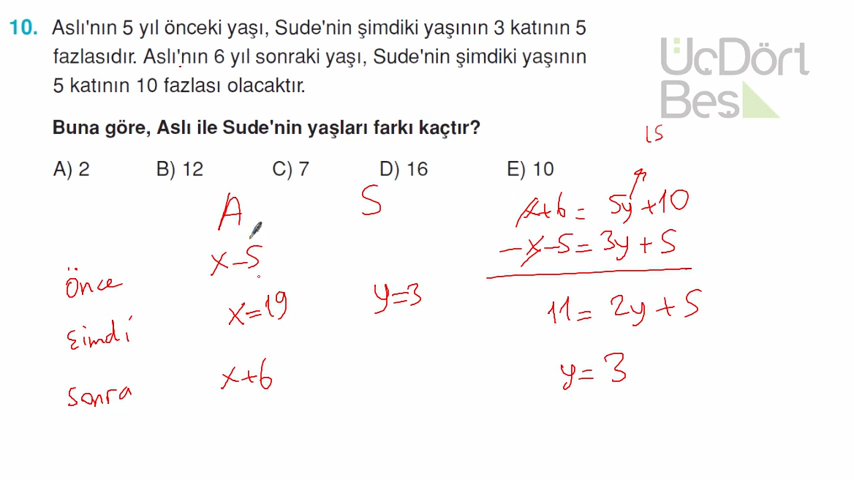 10. Aslı'nın 5 yıl önceki yaşı, Sude'nin şimdiki yaşının 3 katının 5
fazlasıdır. Aslı'nın 6 yıl sonraki yaşı, Sude'nin şimdiki yaşının
5 katının 10 fazlası olacaktır.
ÜçDört
Beş
Buna göre, Aslı ile Sude'nin yaşları farkı kaçtır?
A) 2 B) 12 C) 7 D) 16 E) 10
15
A S
x+6 = 5y+10
x-5
-x-5 = 3y+5
Önce
x=19 y=3
11 = 2y+5
Şimdi
x+6
y=3
Sonra